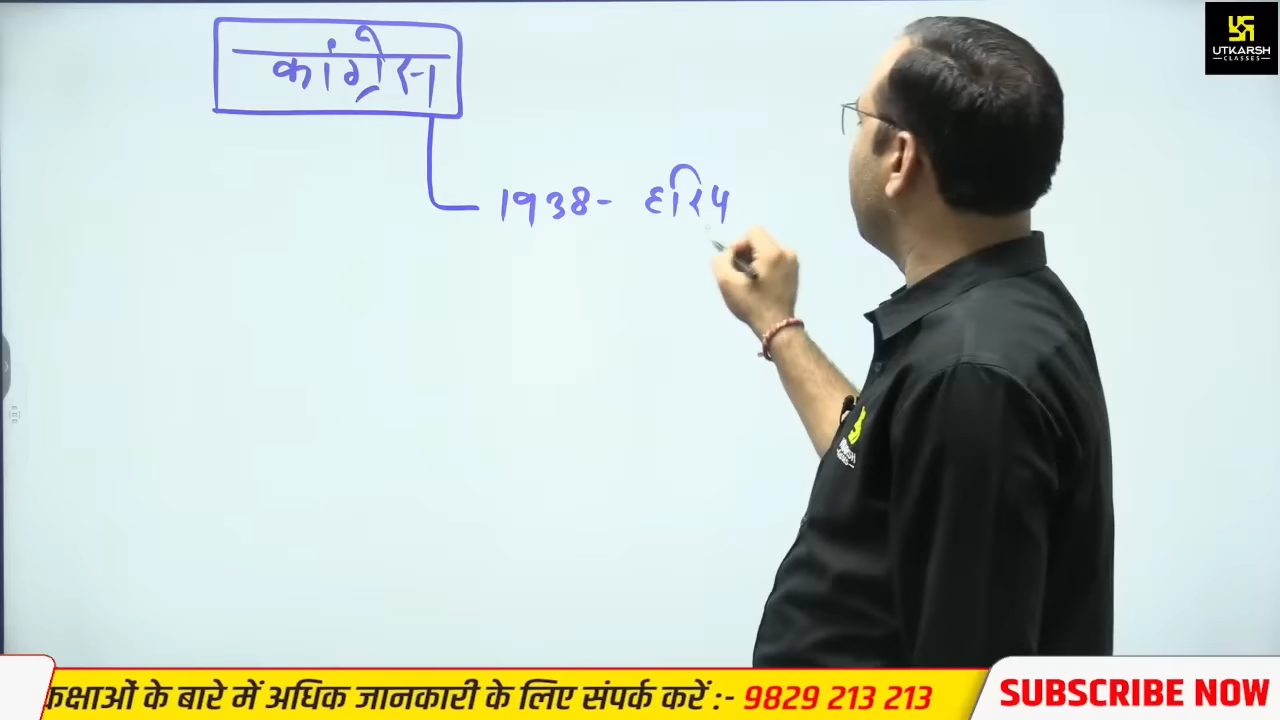 कांग्रेस
1938- हरिप
UTKARSH
CLASSES
कक्षाओं के बारे में अधिक जानकारी के लिए संपर्क करें :- 9829 213 213
SUBSCRIBE NOW